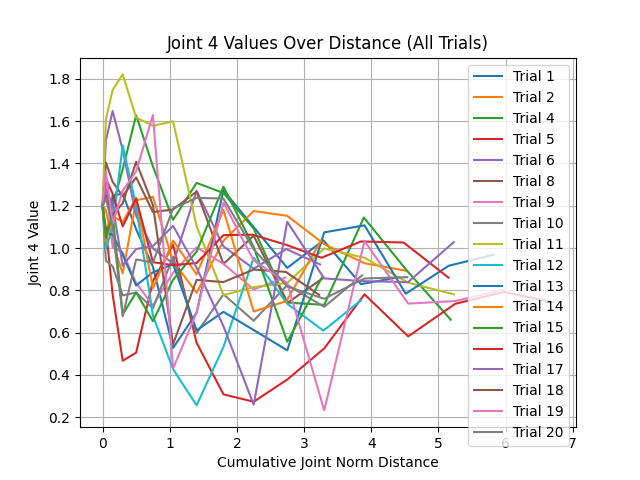 Joint 4 Values Over Distance (All Trials)
1.8
1.6
1.4
1.2
1.0
0.8
0.6
0.4
0.2
Joint 4 Value
0
1
2
3
4
5
6
7
Cumulative Joint Norm Distance
Trial 1
Trial 2
Trial 4
Trial 5
Trial 6
Trial 8
Trial 9
Trial 10
Trial 11
Trial 12
Trial 13
Trial 14
Trial 15
Trial 16
Trial 17
Trial 18
Trial 19
Trial 20